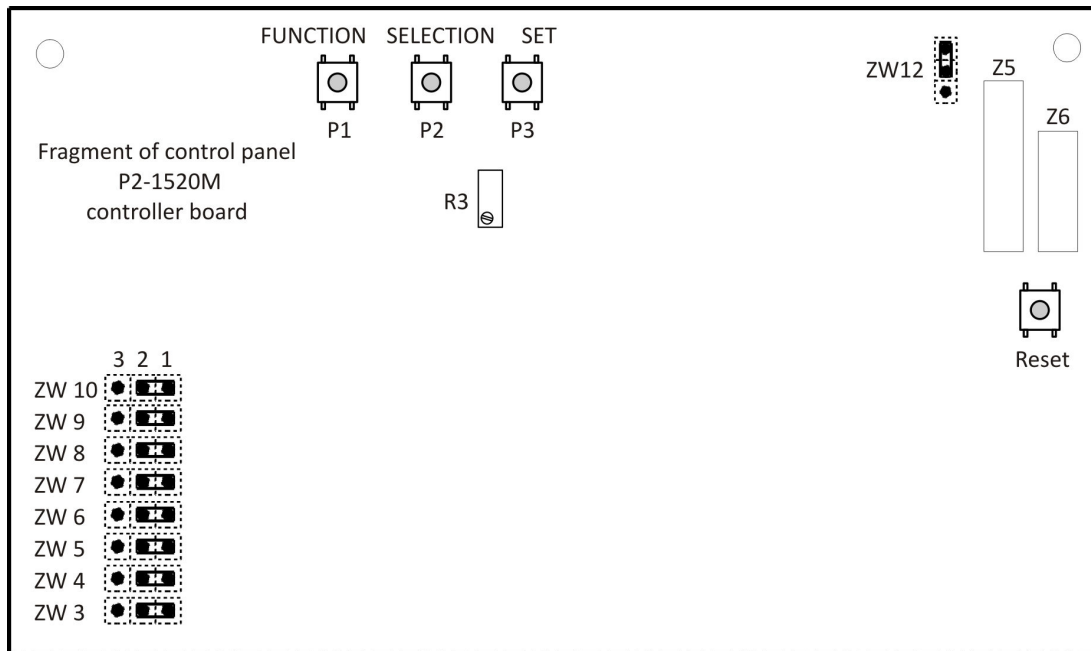 FUNCTION SELECTION SET
ZW12
Z5
Z6
P1 P2 P3
Fragment of control panel
P2-1520M
controller board
R3
Reset
3 2 1
ZW 10
ZW 9
ZW 8
ZW 7
ZW 6
ZW 5
ZW 4
ZW 3